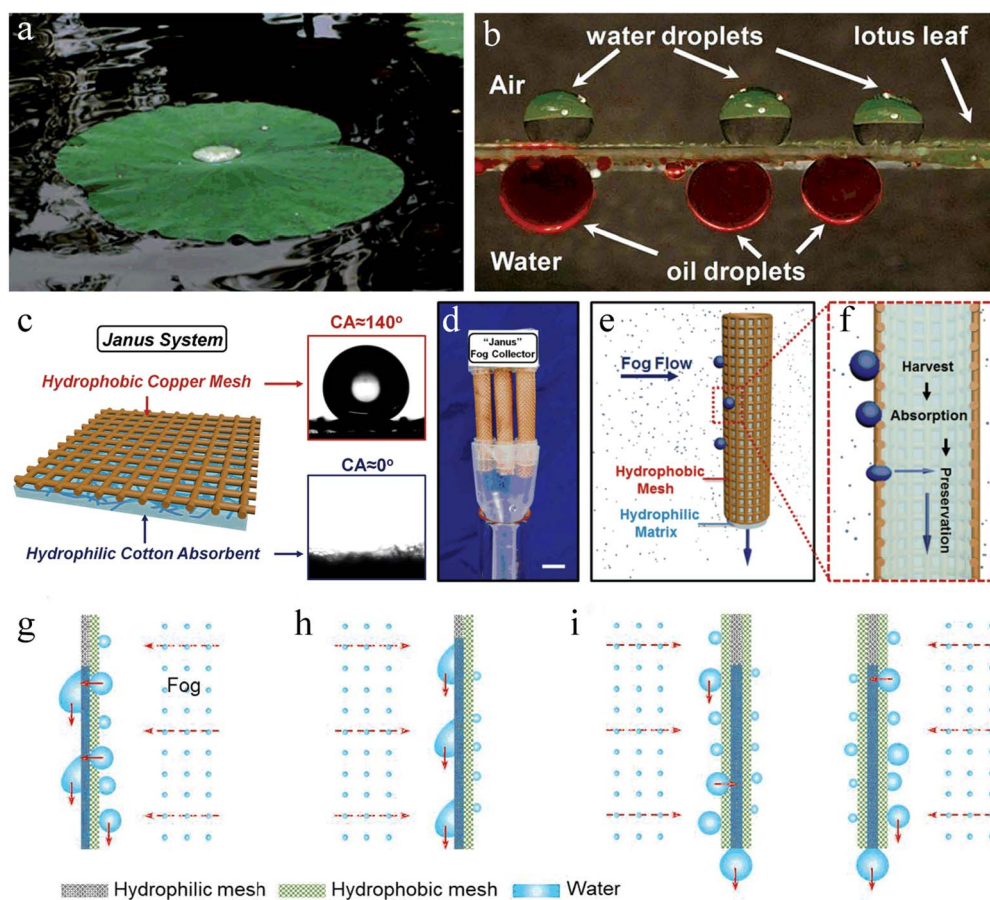 a
b
water droplets
lotus leaf
Air
Water
oil droplets
c
Janus System
Hydrophobic Copper Mesh
CA≈140°
CA≈0°
Hydrophilic Cotton Absorbent
d
"Janus"
Fog Collector
e
Fog Flow
Hydrophobic
Mesh
Hydrophilic
Matrix
f
Harvest
Absorption
Preservation
g
Fog
h
i
Hydrophilic mesh
Hydrophobic mesh
Water